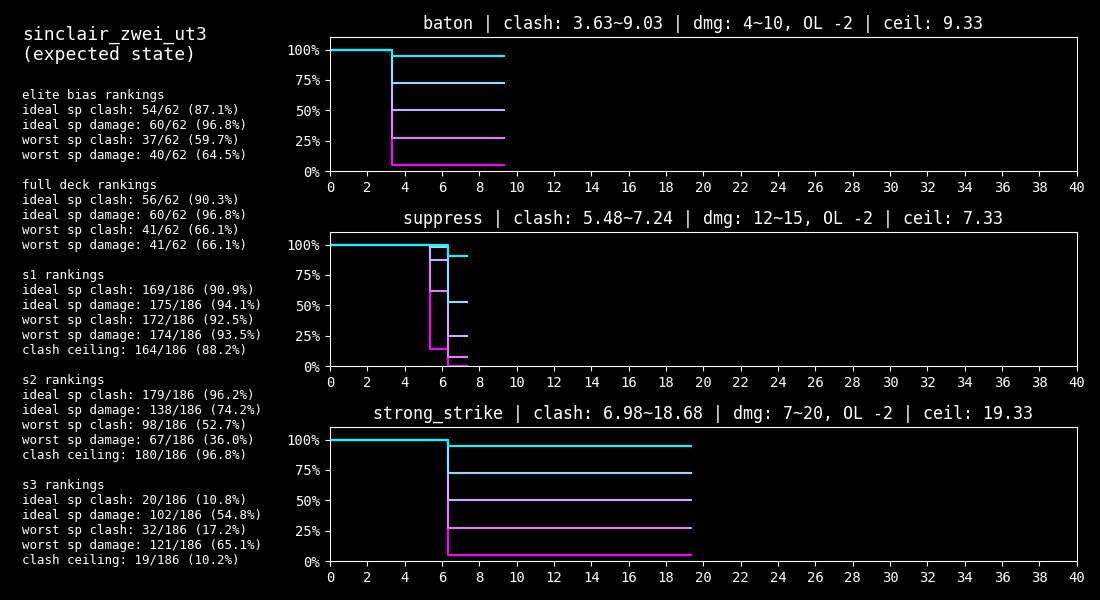 sinclair_zwei_ut3
(expected state)
elite bias rankings
ideal sp clash: 54/62 (87.1%)
ideal sp damage: 60/62 (96.8%)
worst sp clash: 37/62 (59.7%)
worst sp damage: 40/62 (64.5%)
full deck rankings
ideal sp clash: 56/62 (90.3%)
ideal sp damage: 60/62 (96.8%)
worst sp clash: 41/62 (66.1%)
worst sp damage: 41/62 (66.1%)
s1 rankings
ideal sp clash: 169/186 (90.9%)
ideal sp damage: 175/186 (94.1%)
worst sp clash: 172/186 (92.5%)
worst sp damage: 174/186 (93.5%)
clash ceiling: 164/186 (88.2%)
s2 rankings
ideal sp clash: 179/186 (96.2%)
ideal sp damage: 138/186 (74.2%)
worst sp clash: 98/186 (52.7%)
worst sp damage: 67/186 (36.0%)
clash ceiling: 180/186 (96.8%)
s3 rankings
ideal sp clash: 20/186 (10.8%)
ideal sp damage: 102/186 (54.8%)
worst sp clash: 32/186 (17.2%)
worst sp damage: 121/186 (65.1%)
clash ceiling: 19/186 (10.2%)
baton | clash: 3.63~9.03 | dmg: 4~10, OL -2 | ceil: 9.33
100%
75%
50%
25%
0%
0 2 4 6 8 10 12 14 16 18 20 22 24 26 28 30 32 34 36 38 40
suppress | clash: 5.48~7.24 | dmg: 12~15, OL -2 | ceil: 7.33
100%
75%
50%
25%
0%
0 2 4 6 8 10 12 14 16 18 20 22 24 26 28 30 32 34 36 38 40
strong_strike | clash: 6.98~18.68 | dmg: 7~20, OL -2 | ceil: 19.33
100%
75%
50%
25%
0%
0 2 4 6 8 10 12 14 16 18 20 22 24 26 28 30 32 34 36 38 40